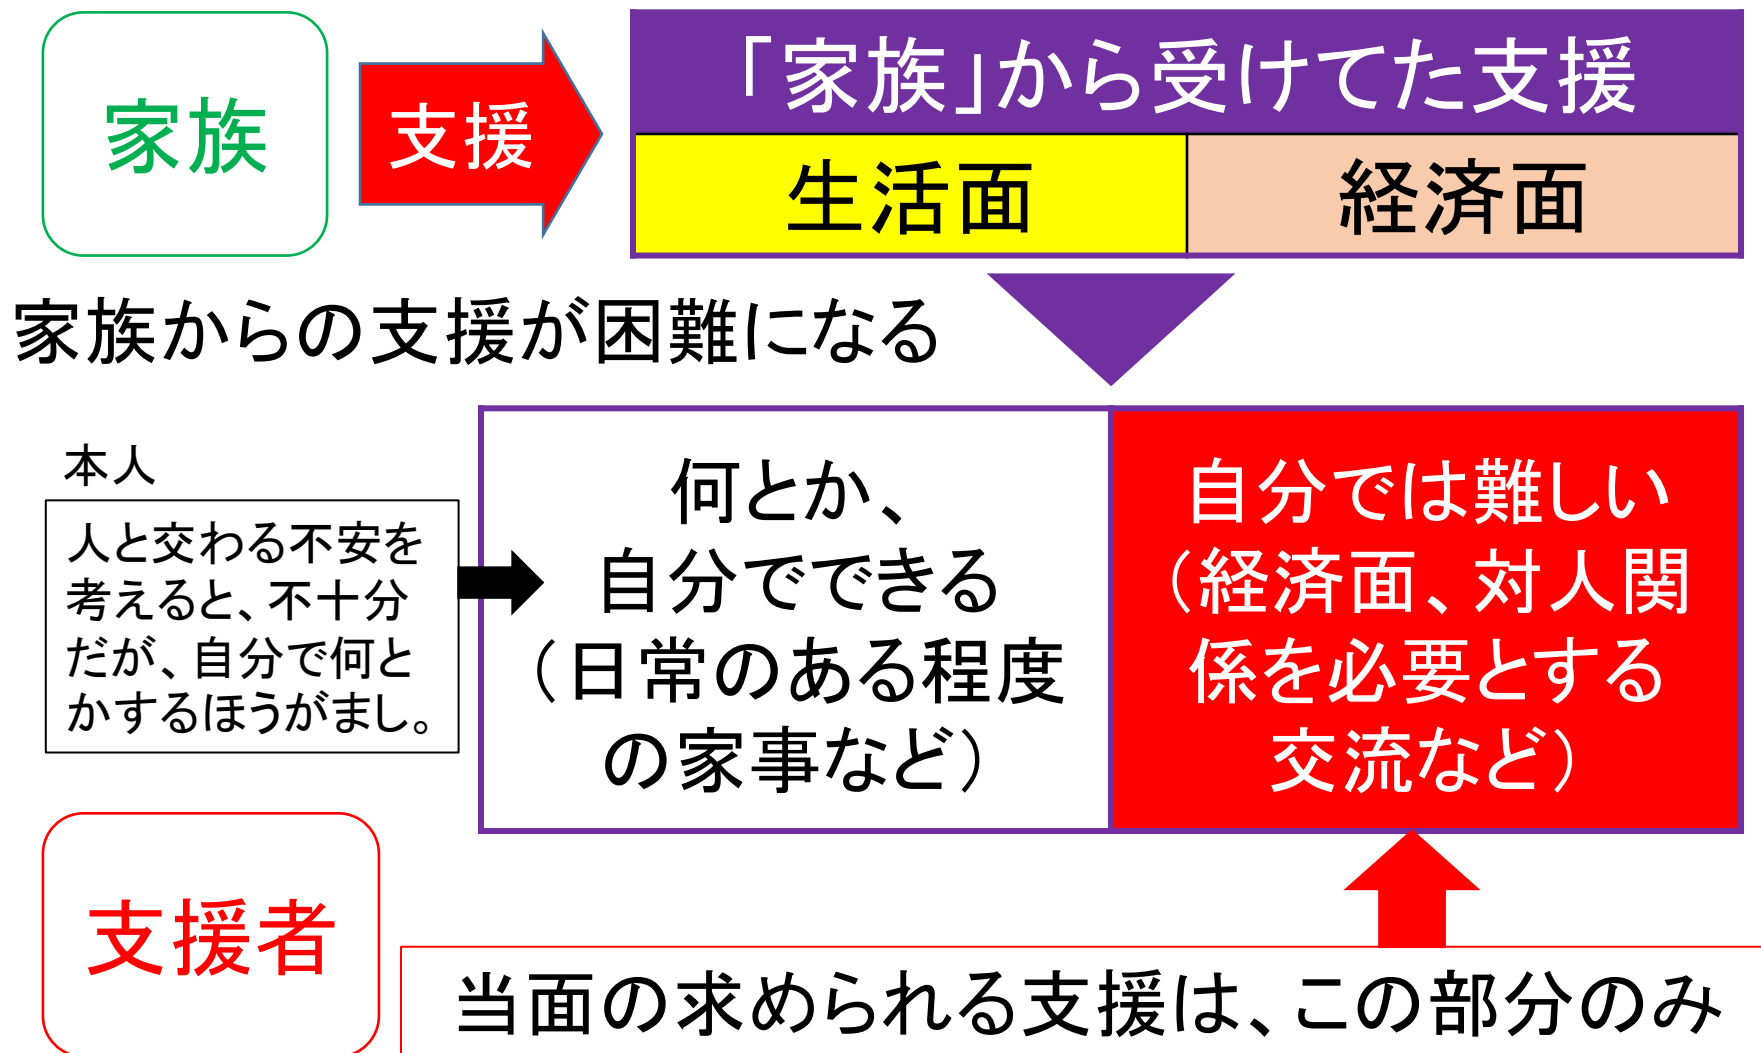 家族
支援
「家族」から受けてた支援
生活面
経済面
家族からの支援が困難になる
本人
人と交わる不安を
考えると、不十分
だが、自分で何と
かするほうがまし。
何とか、
自分でできる
（日常のある程度
の家事など）
自分では難しい
（経済面、対人関
係を必要とする
交流など）
支援者
当面の求められる支援は、この部分のみ